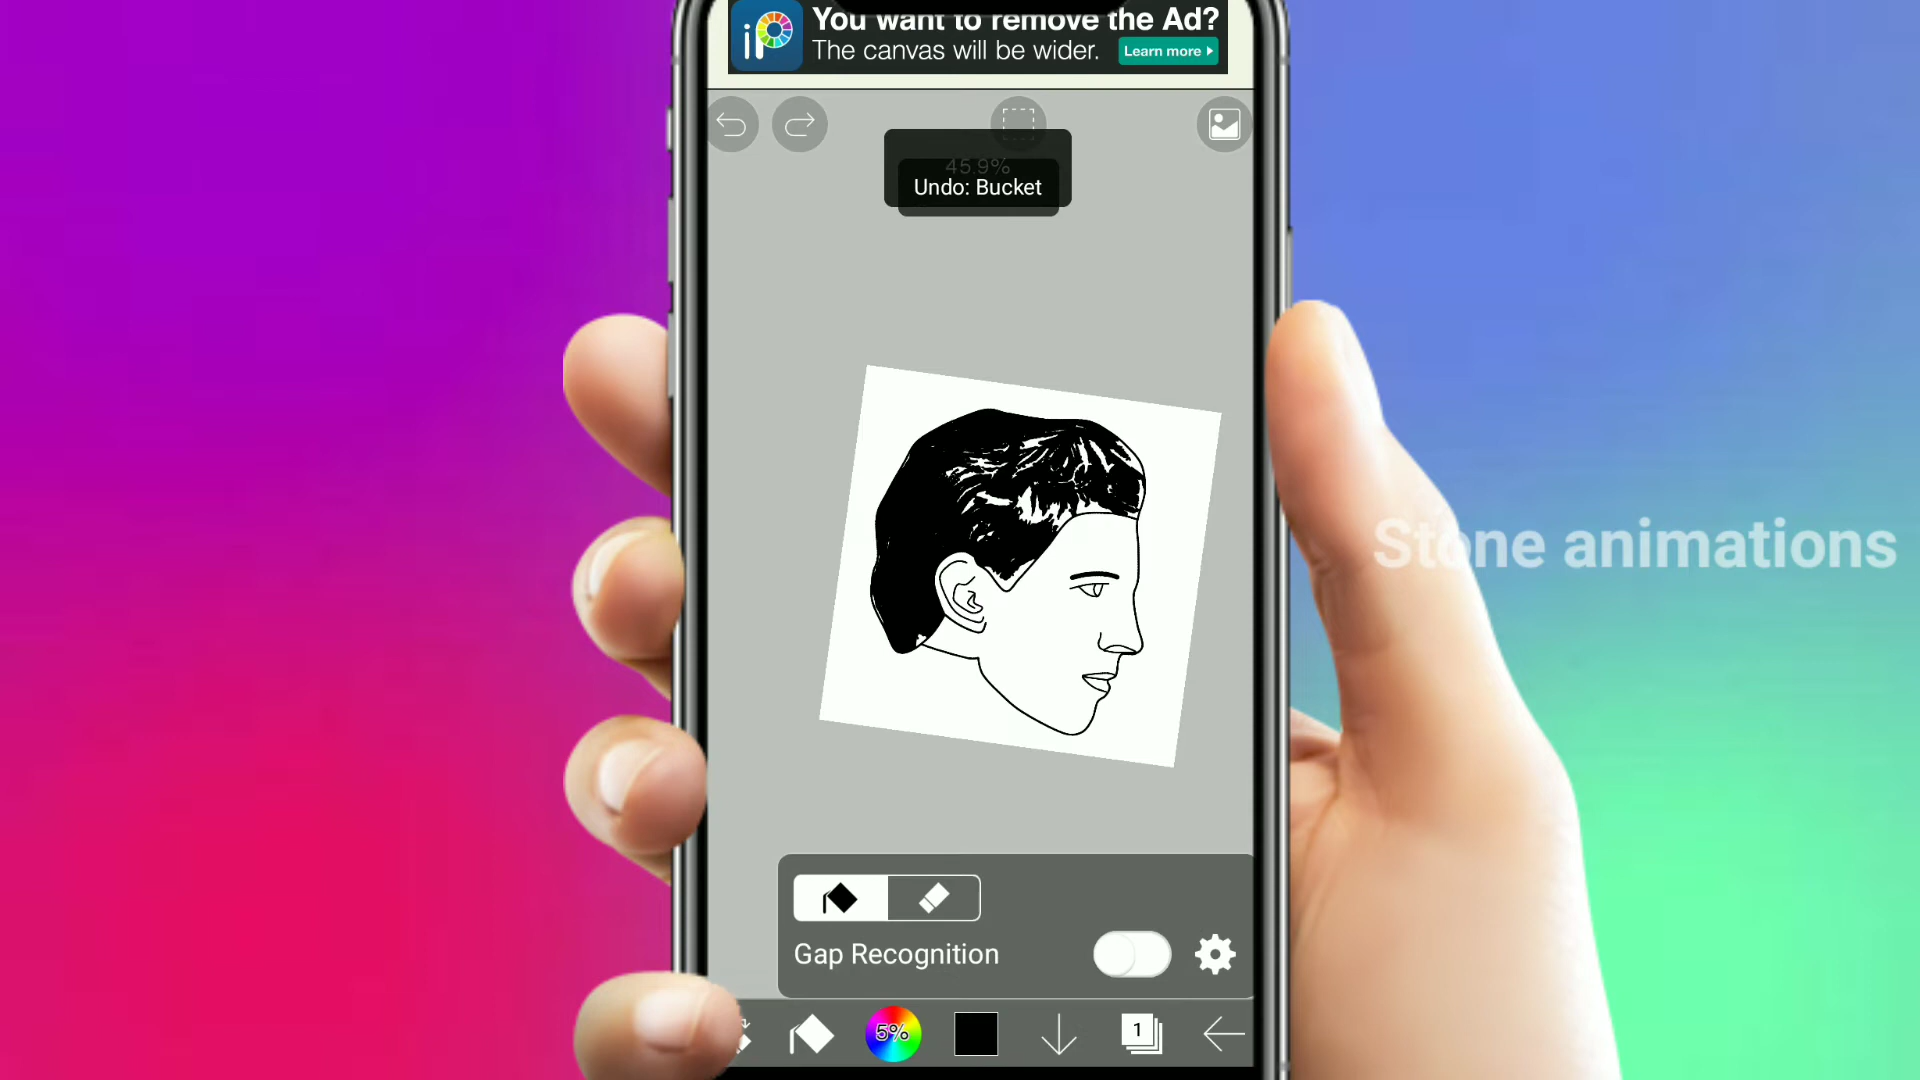 You want to remove the Ad?
The canvas will be wider.
Learn more
45.9%
Undo: Bucket
Stone animations
Gap Recognition
5%
1